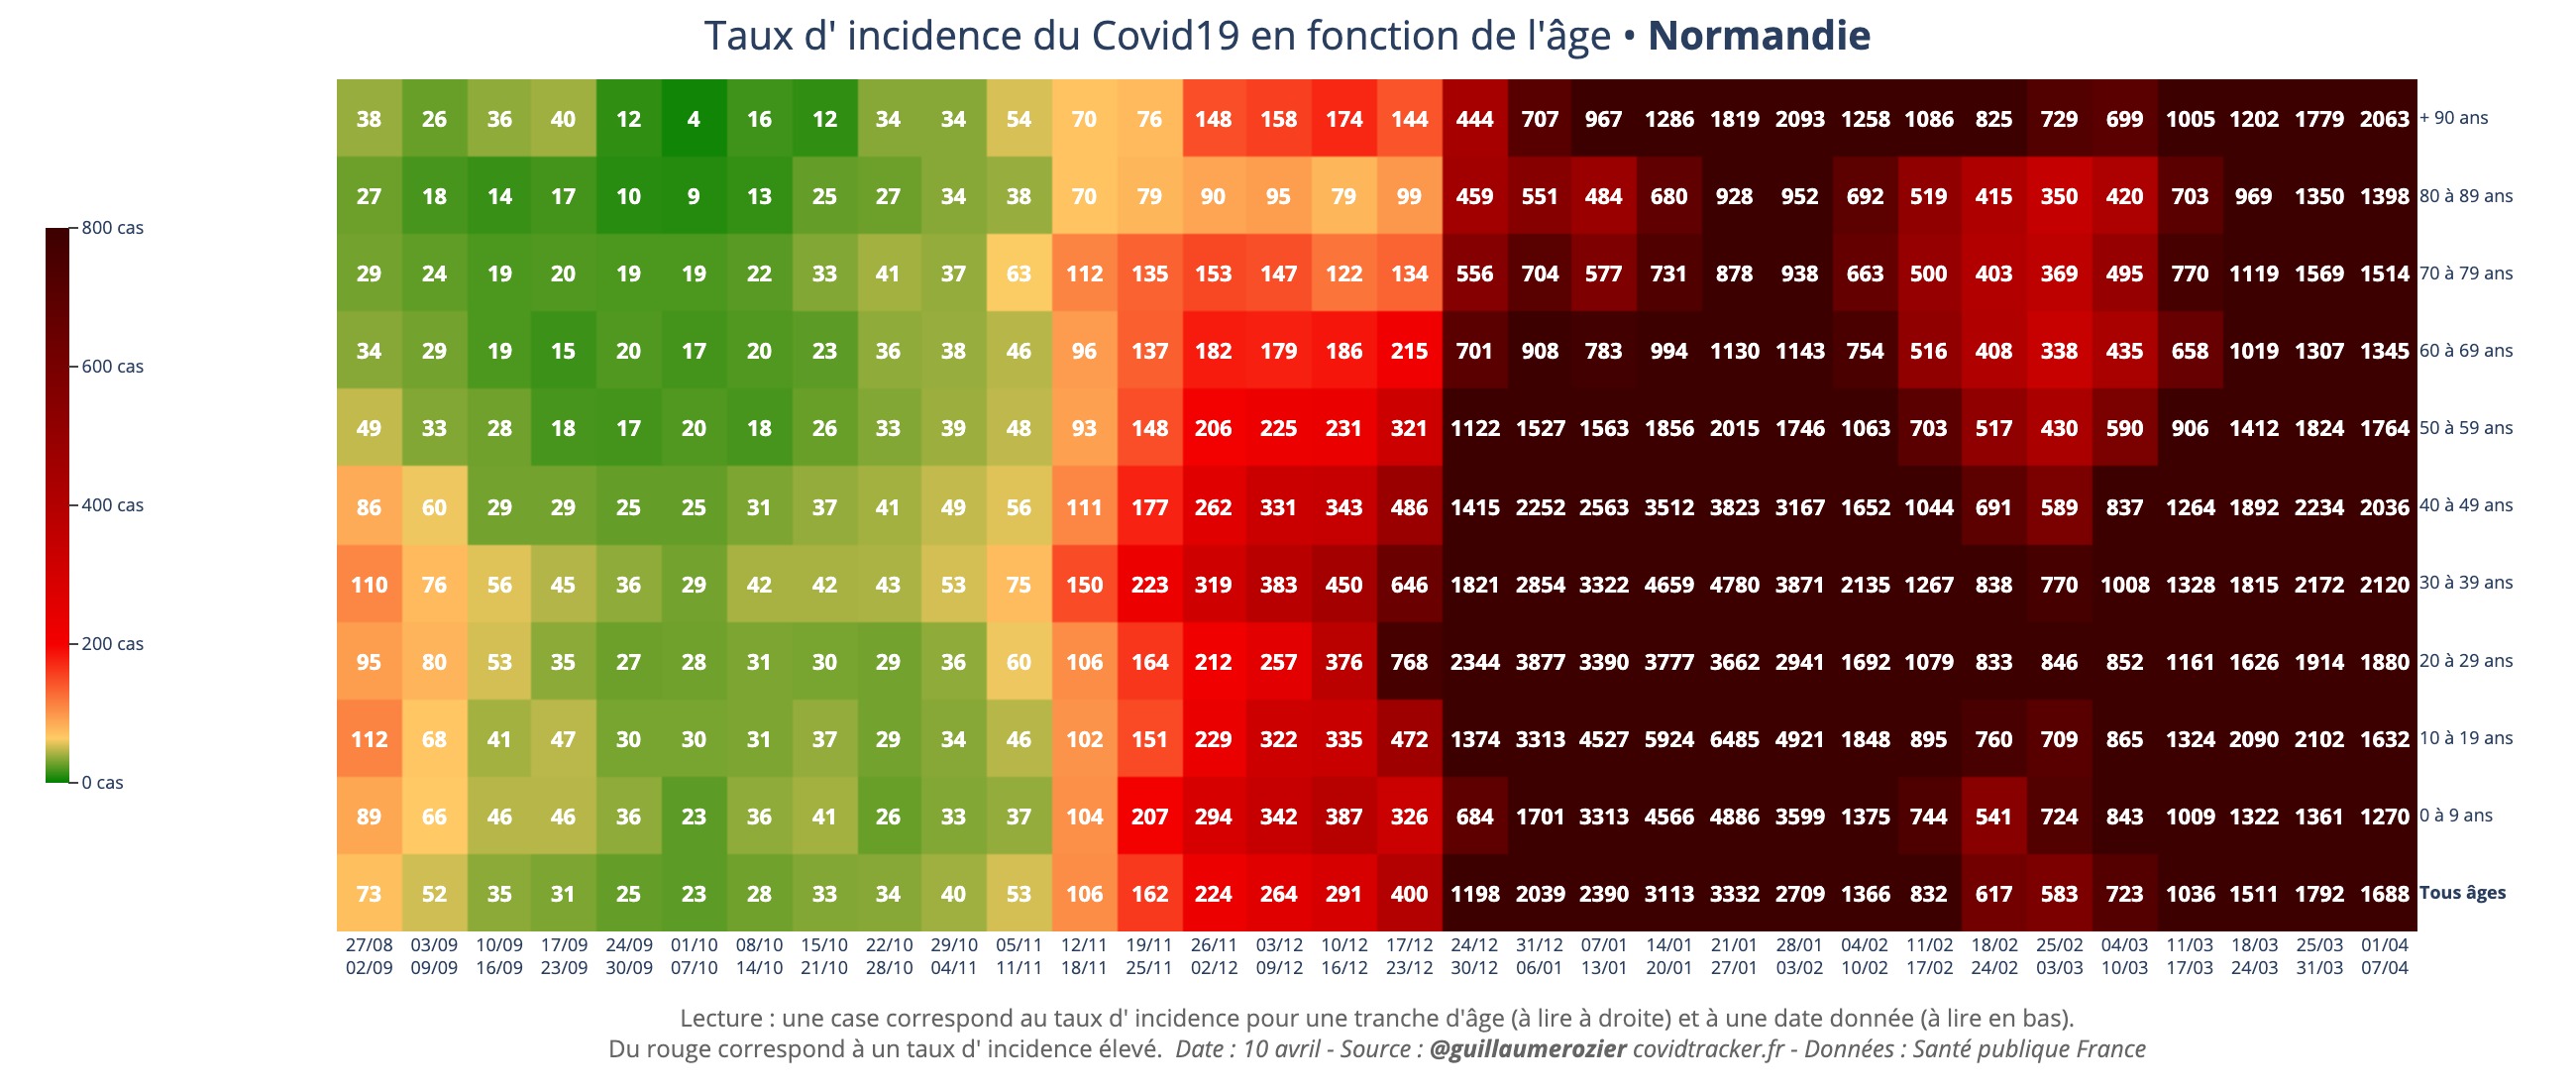 Taux d' incidence du Covid19 en fonction de l'âge • Normandie
38 26 36 40 12 4 16 12 34 34 54 70 76 148 158 174 144 444 707 967 1286 1819 2093 1258 1086 825 729 699 1005 1202 1779 2063 + 90 ans
27 18 14 17 10 9 13 25 27 34 38 70 79 90 95 79 99 459 551 484 680 928 952 692 519 415 350 420 703 969 1350 1398 80 à 89 ans
800 cas
29 24 19 20 19 19 22 33 41 37 63 112 135 153 147 122 134 556 704 577 731 878 938 663 500 403 369 495 770 1119 1569 1514 70 à 79 ans
34 29 19 15 20 17 20 23 36 38 46 96 137 182 179 186 215 701 908 783 994 1130 1143 754 516 408 338 435 658 1019 1307 1345 60 à 69 ans
600 cas
49 33 28 18 17 20 18 26 33 39 48 93 148 206 225 231 321 1122 1527 1563 1856 2015 1746 1063 703 517 430 590 906 1412 1824 1764 50 à 59 ans
400 cas
86 60 29 29 25 25 31 37 41 49 56 111 177 262 331 343 486 1415 2252 2563 3512 3823 3167 1652 1044 691 589 837 1264 1892 2234 2036 40 à 49 ans
110 76 56 45 36 29 42 42 43 53 75 150 223 319 383 450 646 1821 2854 3322 4659 4780 3871 2135 1267 838 770 1008 1328 1815 2172 2120 30 à 39 ans
200 cas
95 80 53 35 27 28 31 30 29 36 60 106 164 212 257 376 768 2344 3877 3390 3777 3662 2941 1692 1079 833 846 852 1161 1626 1914 1880 20 à 29 ans
112 68 41 47 30 30 31 37 29 34 46 102 151 229 322 335 472 1374 3313 4527 5924 6485 4921 1848 895 760 709 865 1324 2090 2102 1632 10 à 19 ans
0 cas
89 66 46 46 36 23 36 41 26 33 37 104 207 294 342 387 326 684 1701 3313 4566 4886 3599 1375 744 541 724 843 1009 1322 1361 1270 0 à 9 ans
73 52 35 31 25 23 28 33 34 40 53 106 162 224 264 291 400 1198 2039 2390 3113 3332 2709 1366 832 617 583 723 1036 1511 1792 1688 Tous âges
27/08 03/09 10/09 17/09 24/09 01/10 08/10 15/10 22/10 29/10 05/11 12/11 19/11 26/11 03/12 10/12 17/12 24/12 31/12 07/01 14/01 21/01 28/01 04/02 11/02 18/02 25/02 04/03 11/03 18/03 25/03 01/04
02/09 09/09 16/09 23/09 30/09 07/10 14/10 21/10 28/10 04/11 11/11 18/11 25/11 02/12 09/12 16/12 23/12 30/12 06/01 13/01 20/01 27/01 03/02 10/02 17/02 24/02 03/03 10/03 17/03 24/03 31/03 07/04
Lecture : une case correspond au taux d' incidence pour une tranche d'âge (à lire à droite) et à une date donnée (à lire en bas).
Du rouge correspond à un taux d' incidence élevé. Date : 10 avril - Source : @guillaumerozier covidtracker.fr - Données : Santé publique France